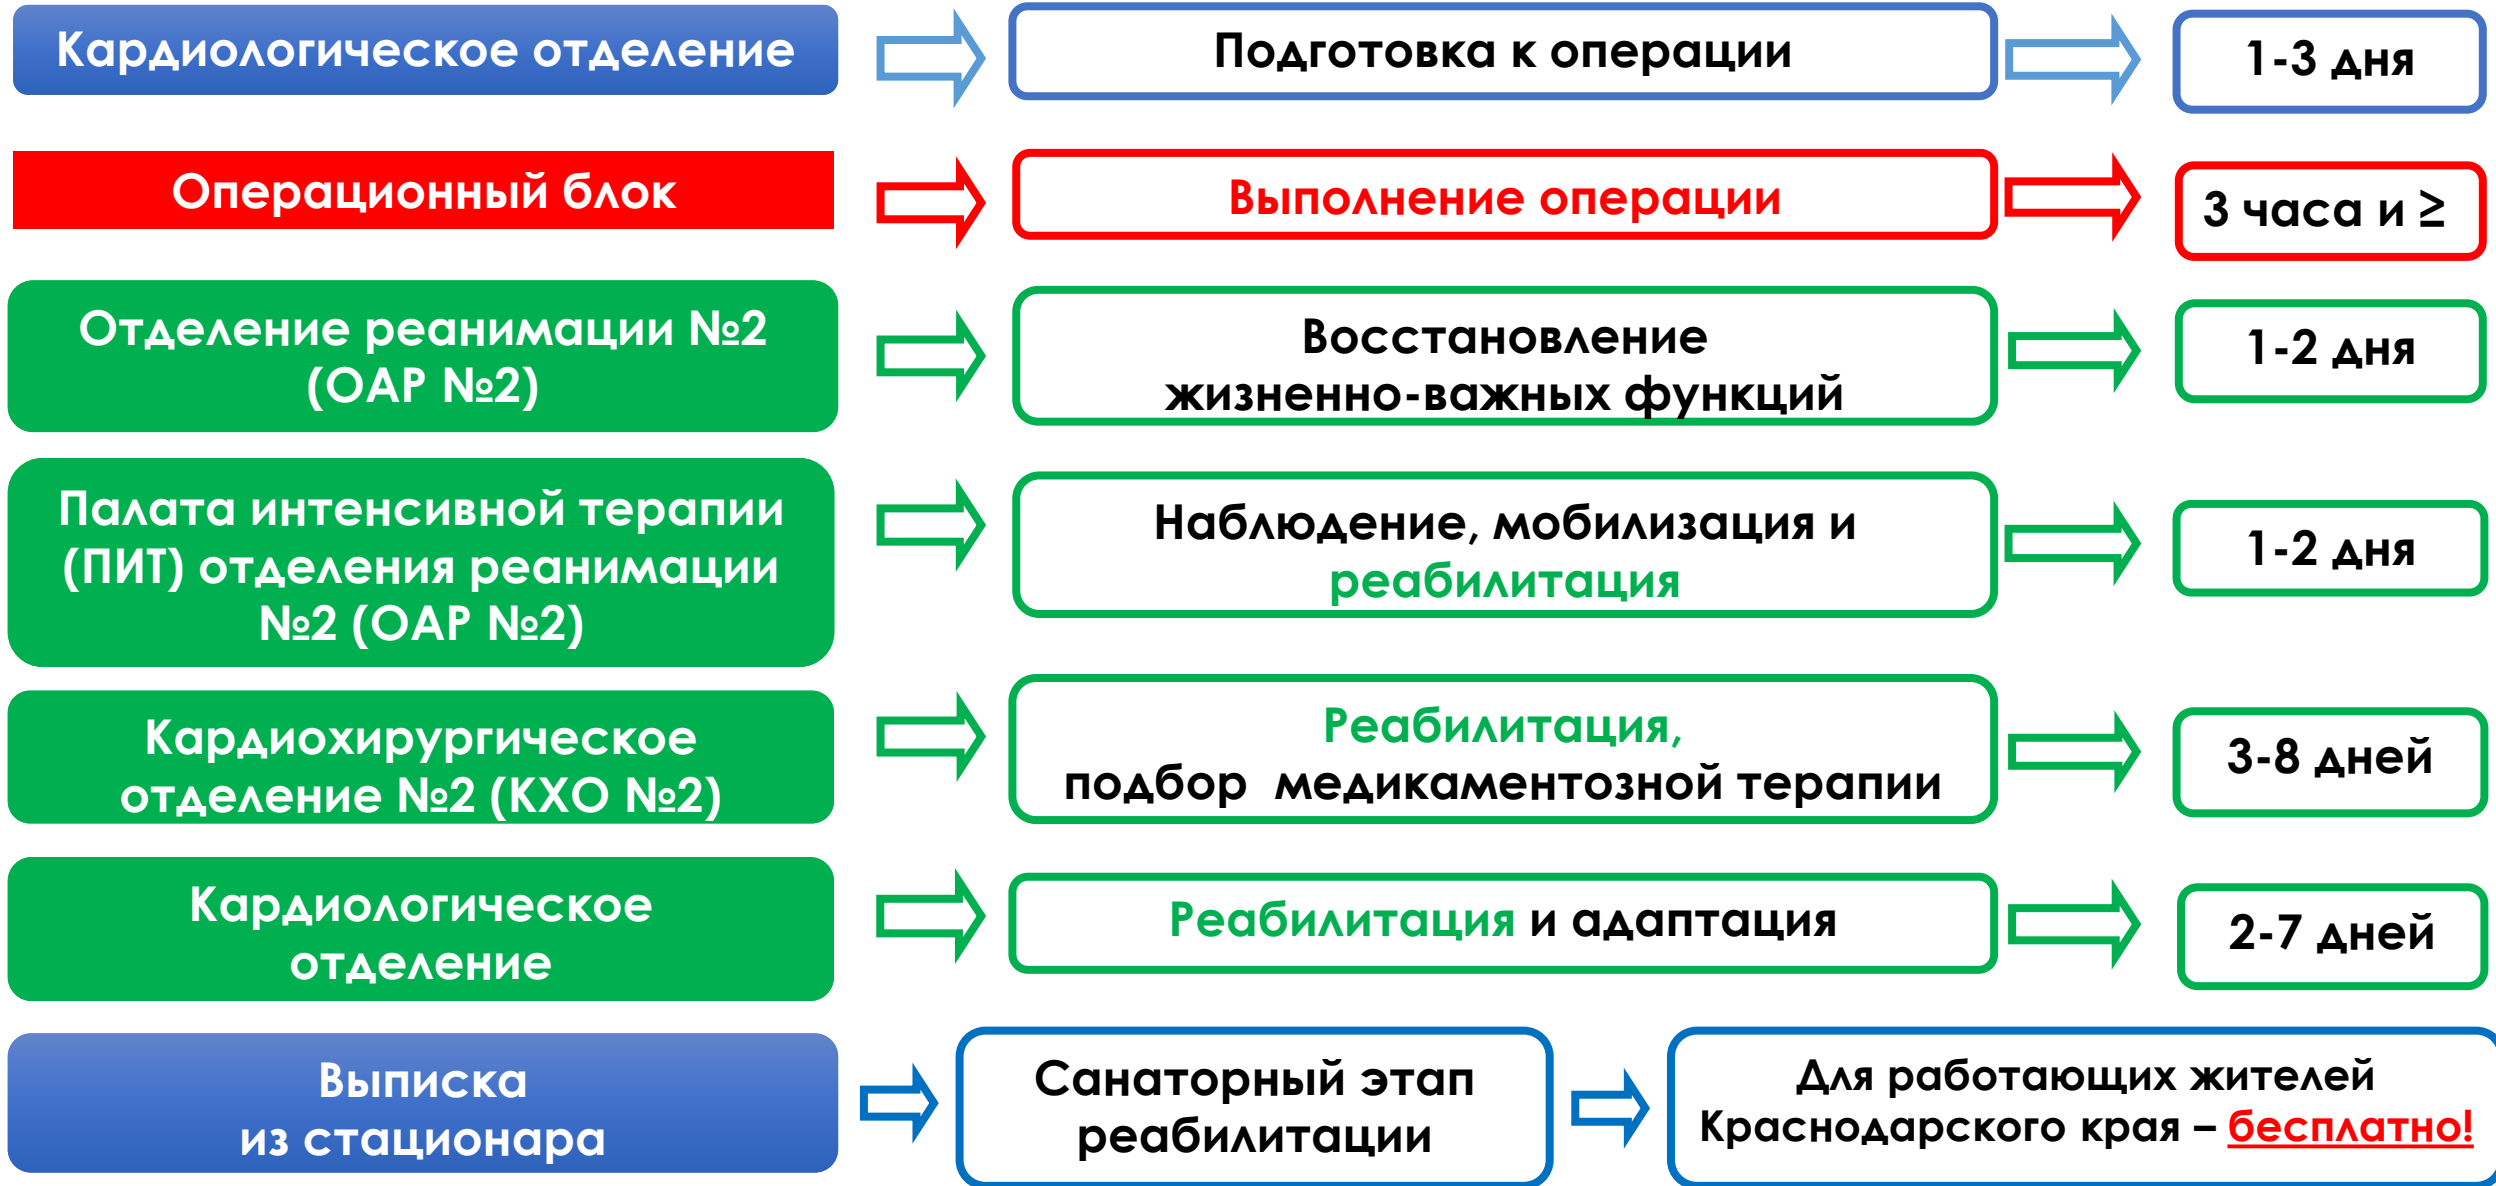 Кардиологическое отделение
Подготовка к операции
1-3 дня
Операционный блок
Выполнение операции
3 часа и ≥
Отделение реанимации №2
(ОАР №2)
Восстановление
жизненно-важных функций
1-2 дня
Палата интенсивной терапии
(ПИТ) отделения реанимации
№2 (ОАР №2)
Наблюдение, мобилизация и
реабилитация
1-2 дня
Кардиохирургическое
отделение №2 (КХО №2)
Реабилитация,
подбор  медикаментозной терапии
3-8 дней
Кардиологическое
отделение
Реабилитация и адаптация
2-7 дней
Выписка
из стационара
Санаторный этап
реабилитации
Для работающих жителей
Краснодарского края – бесплатно!